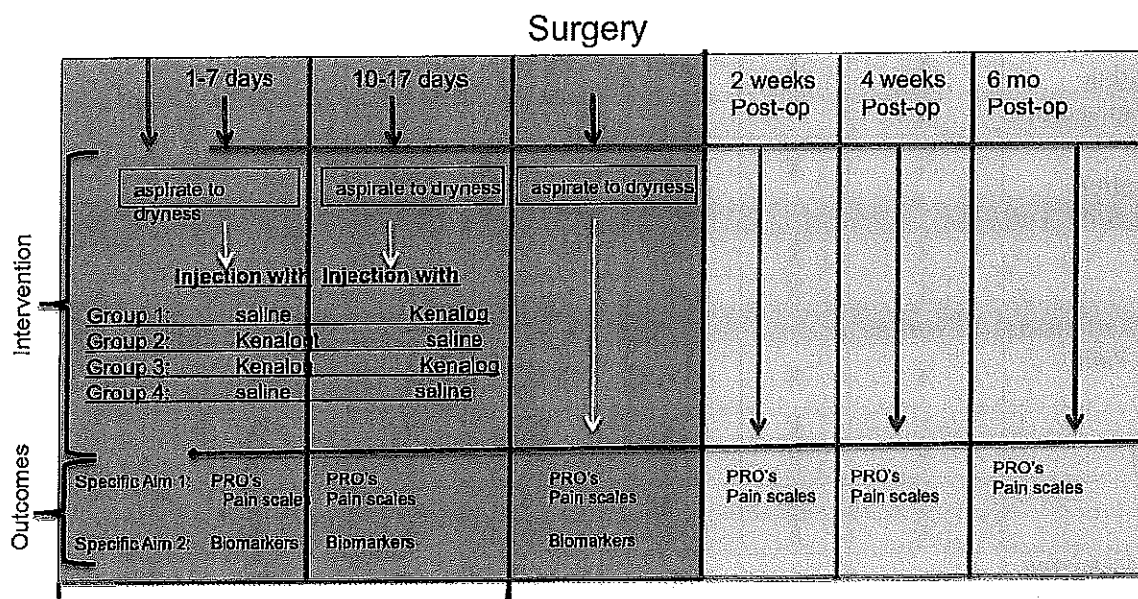 Surgery
1-7 days 10-17 days 2 weeks Post-op 4 weeks Post-op 6 mo Post-op
Intervention
aspirate to dryness aspirate to dryness aspirate to dryness
Injection with Injection with
Group 1: saline Kenalog
Group 2: Kenalog saline
Group 3: Kenalog Kenalog
Group 4: saline saline
Outcomes
Specific Aim 1: PRO's Pain scale PRO's Pain scales PRO's Pain scales PRO's Pain scales PRO's Pain scales PRO's Pain scales
Specific Aim 2: Biomarkers Biomarkers Biomarkers